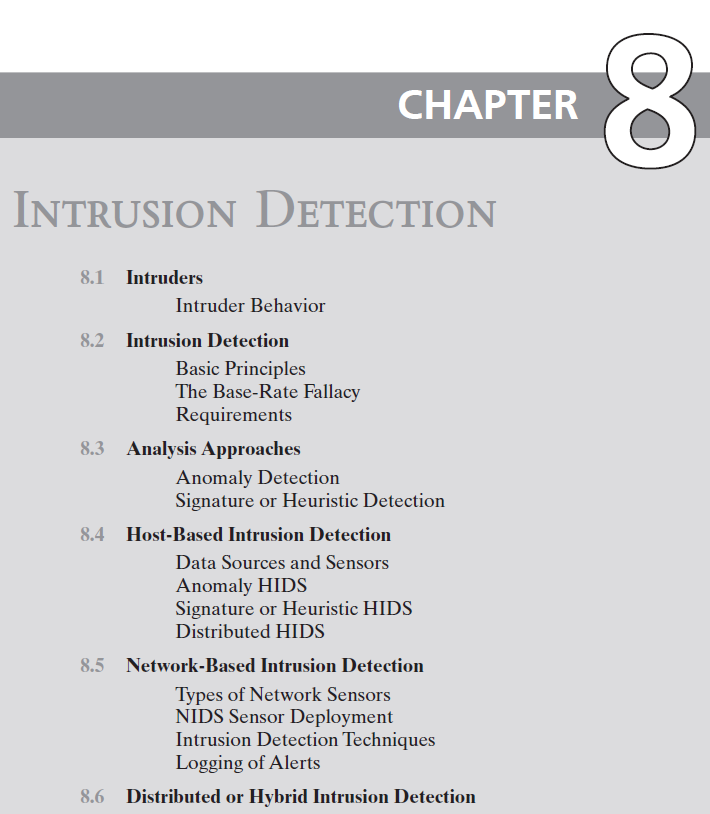 CHAPTER 8
INTRUSION DETECTION
8.1 Intruders
Intruder Behavior
8.2 Intrusion Detection
Basic Principles
The Base-Rate Fallacy
Requirements
8.3 Analysis Approaches
Anomaly Detection
Signature or Heuristic Detection
8.4 Host-Based Intrusion Detection
Data Sources and Sensors
Anomaly HIDS
Signature or Heuristic HIDS
Distributed HIDS
8.5 Network-Based Intrusion Detection
Types of Network Sensors
NIDS Sensor Deployment
Intrusion Detection Techniques
Logging of Alerts
8.6 Distributed or Hybrid Intrusion Detection